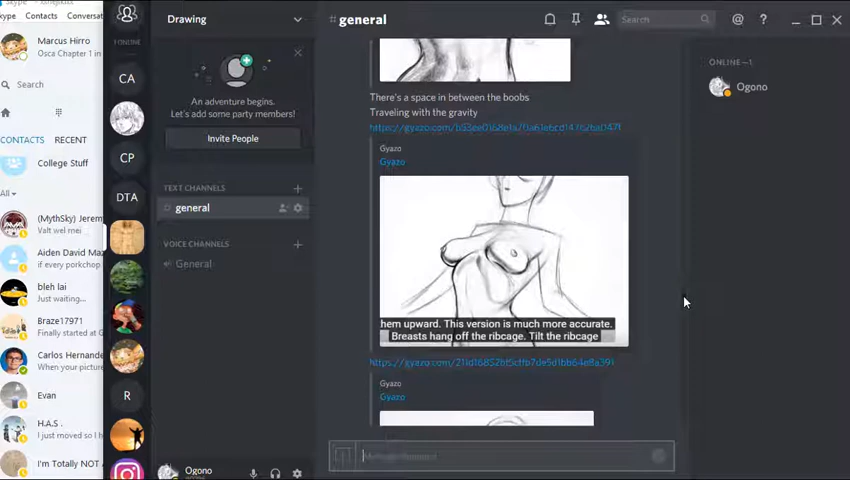 Skype
kype Contacts Conversat
Marcus Hirro
Osca Chapter 1 in
Search
CONTACTS RECENT
College Stuff
All
(MythSky) Jerem
Valt wel mei
Aiden David Maz
if every porkchop
bleh lai
Just waiting...
Braze17971
Finally started at G
Carlos Hernande
When your picture
Evan
H.A.S .
I just moved so I h
I'm Totally NOT A
1 ONLINE
CA
CP
DTA
R
Drawing
An adventure begins.
Let's add some party members!
Invite People
TEXT CHANNELS
# general
VOICE CHANNELS
General
Ogono
# general
Search
There's a space in between the boobs
Traveling with the gravity
Gyazo
Gyazo
hem upward. This version is much more accurate.
Breasts hang off the ribcage. Tilt the ribcage
Gyazo
Gyazo
ONLINE—1
Ogono